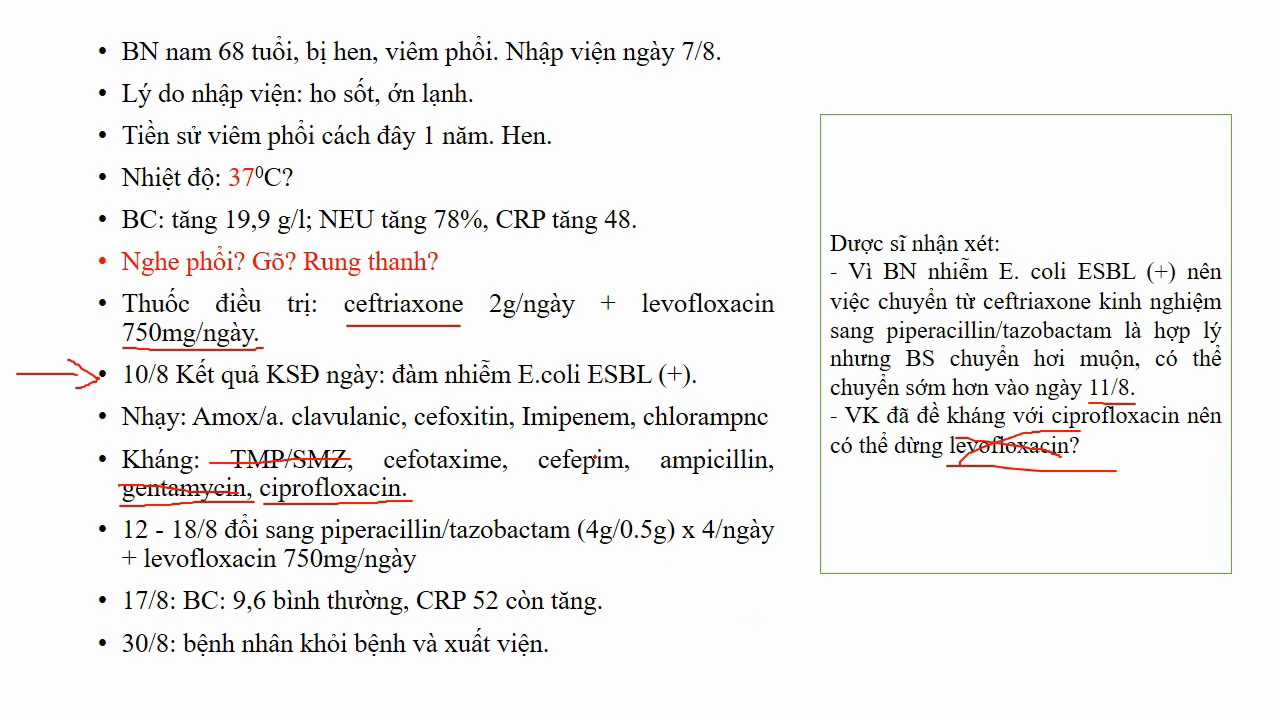 • BN nam 68 tuổi, bị hen, viêm phổi. Nhập viện ngày 7/8.
• Lý do nhập viện: ho sốt, ớn lạnh.
• Tiền sử viêm phổi cách đây 1 năm. Hen.
• Nhiệt độ: 37⁰C?
• BC: tăng 19,9 g/l; NEU tăng 78%, CRP tăng 48.
• Nghe phổi? Gõ? Rung thanh?
• Thuốc điều trị: ceftriaxone 2g/ngày + levofloxacin
750mg/ngày.
• 10/8 Kết quả KSĐ ngày: đàm nhiễm E.coli ESBL (+).
• Nhạy: Amox/a. clavulanic, cefoxitin, Imipenem, chlorampnc
• Kháng: TMP/SMZ, cefotaxime, cefepim, ampicillin,
gentamycin, ciprofloxacin.
• 12 - 18/8 đổi sang piperacillin/tazobactam (4g/0.5g) x 4/ngày
+ levofloxacin 750mg/ngày
• 17/8: BC: 9,6 bình thường, CRP 52 còn tăng.
• 30/8: bệnh nhân khỏi bệnh và xuất viện.
Dược sĩ nhận xét:
- Vì BN nhiễm E. coli ESBL (+) nên
việc chuyển từ ceftriaxone kinh nghiệm
sang piperacillin/tazobactam là hợp lý
nhưng BS chuyển hơi muộn, có thể
chuyển sớm hơn vào ngày 11/8.
- VK đã đề kháng với ciprofloxacin nên
có thể dừng levofloxacin?